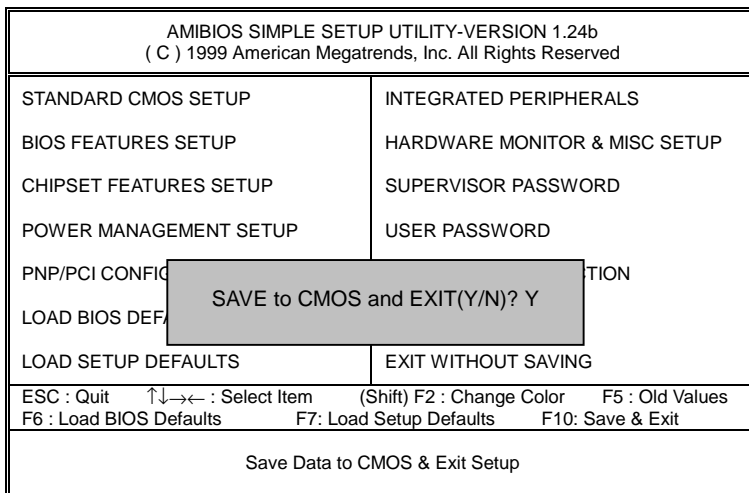 AMIBIOS SIMPLE SETUP UTILITY-VERSION 1.24b
( C ) 1999 American Megatrends, Inc. All Rights Reserved
STANDARD CMOS SETUP
INTEGRATED PERIPHERALS
BIOS FEATURES SETUP
HARDWARE MONITOR & MISC SETUP
CHIPSET FEATURES SETUP
SUPERVISOR PASSWORD
POWER MANAGEMENT SETUP
USER PASSWORD
PNP/PCI
SAVE to CMOS and EXIT(Y/N)? Y
LOAD BIOS
LOAD SETUP DEFAULTS
EXIT WITHOUT SAVING
ESC : Quit ↑↓→← : Select Item (Shift) F2 : Change Color F5 : Old Values
F6 : Load BIOS Defaults F7: Load Setup Defaults F10: Save & Exit
Save Data to CMOS & Exit Setup